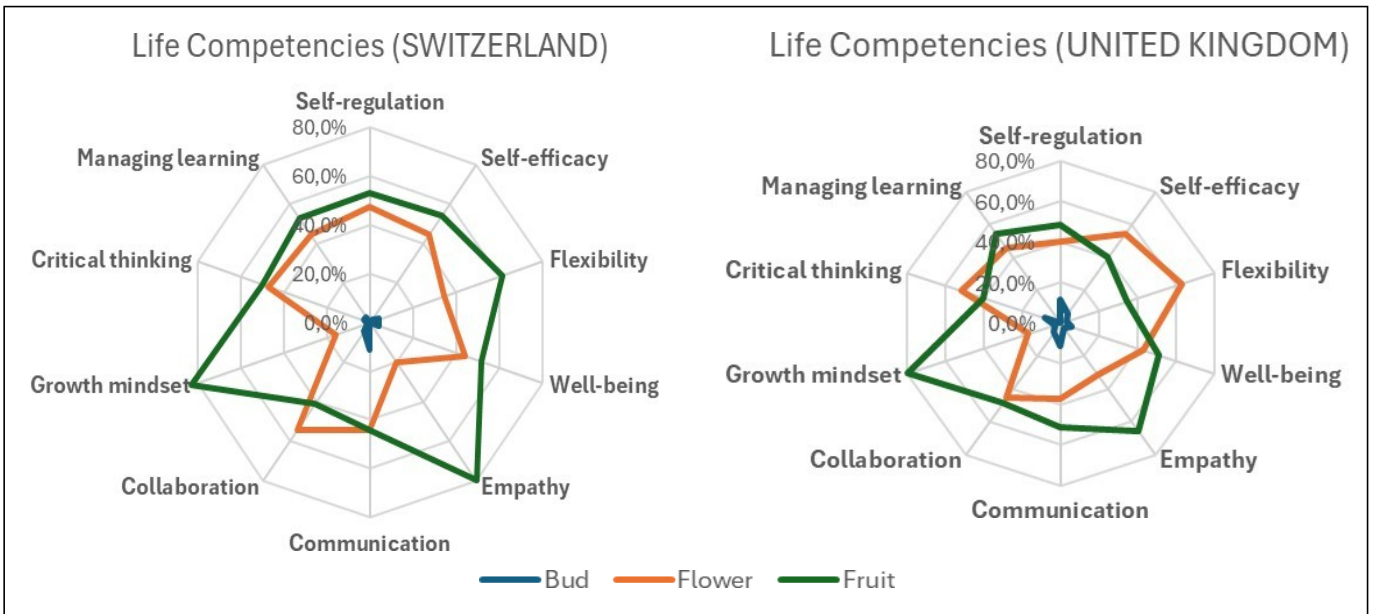 Life Competencies (SWITZERLAND)
Self-regulation
80,0%
Managing learning
Self-efficacy
60,0%
40,0%
Critical thinking
Flexibility
20,0%
0,0%
Growth mindset
Well-being
Collaboration
Empathy
Communication
Life Competencies (UNITED KINGDOM)
Self-regulation
80,0%
Managing learning
Self-efficacy
60,0%
40,0%
Critical thinking
Flexibility
20,0%
0,0%
Growth mindset
Well-being
Collaboration
Empathy
Communication
Bud Flower Fruit